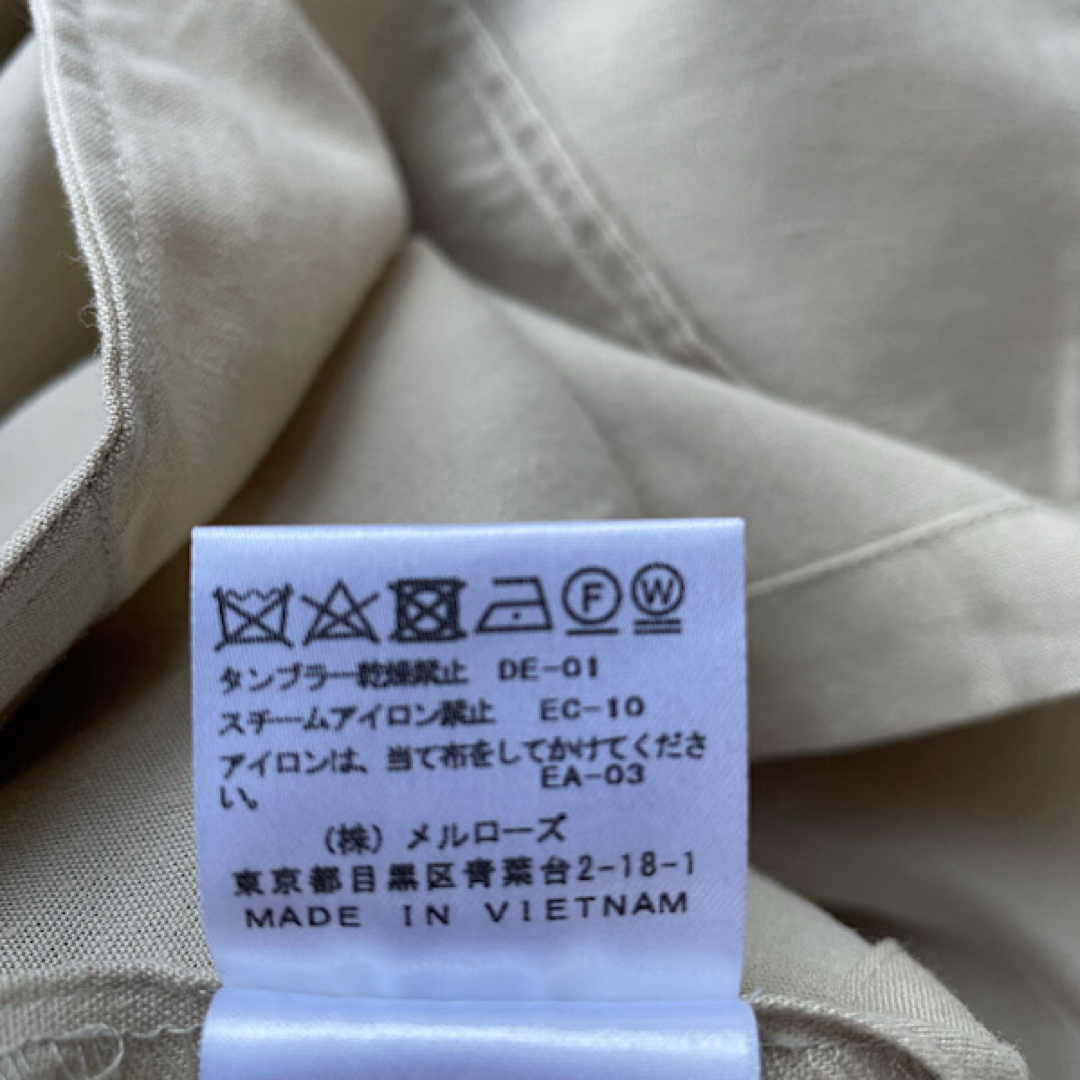 F W
タンブラー乾燥禁止 DE-01
スチームアイロン禁止 EC-10
アイロンは、当て布をしてかけてくださ
い。 EA-03
(株)メルローズ
東京都目黒区青葉台2-18-1
MADE IN VIETNAM